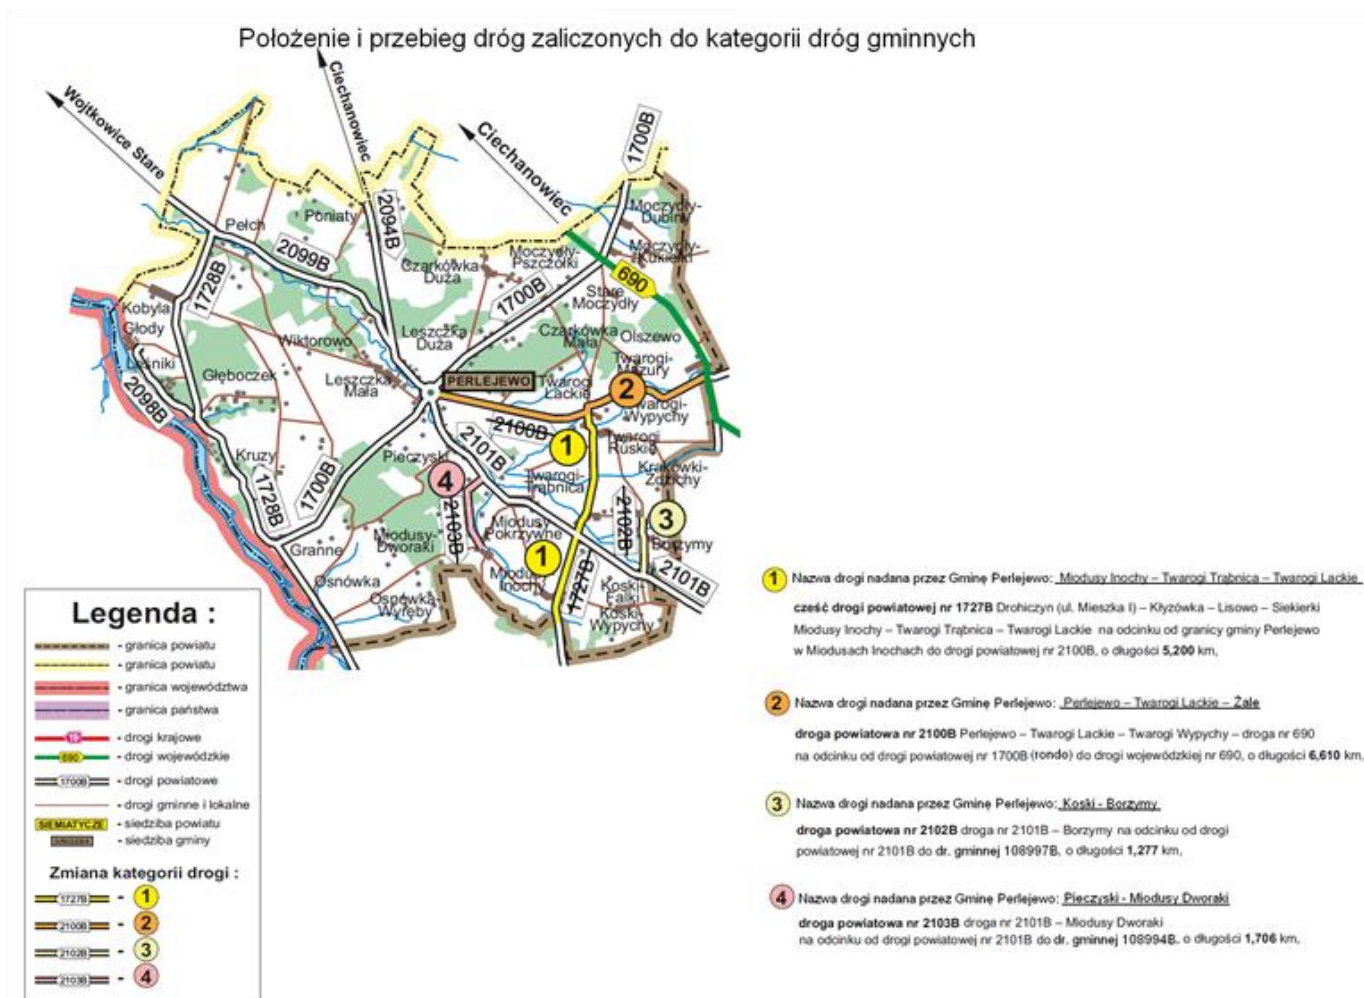 Położenie i przebieg dróg zaliczonych do kategorii dróg gminnych
Wojtkowice Stare
Ciechanowiec
Ciechanowiec
1700B
Moczydły-
Dubiny
Pełch
Poniaty
2094B
2099B
Czarkówka
Duża
Moczydły-
Pszczółki
Moczydły-
Kukiełki
690
1728B
1700B
Stare
Moczydły
Kobyla
Głody
Wiktorowo
Leszczka
Duża
Czarkówka
Mała
Olszewo
Leśniki
Głęboczek
Leszczka
Mała
PERLEJEWO
Twarogi
Lackie
Twarogi-
Mazury
2
2098B
Twarogi-
Wypychy
2100B
1
Twarogi
Ruskie
Kruzy
Pieczyski
2101B
Krakówki-
Zdzichy
1728B
1700B
4
Twarogi-
Trąbnica
2103B
2102B
3
Granne
Miodusy-
Dworaki
Miodusy
Pokrzywne
1
Borzymy
2101B
Osnówka
Miodusy
Inochy
1727B
Koski-
Falki
Osnówka-
Wyręby
Koski-
Wypychy
Legenda :
- granica powiatu
- granica powiatu
- granica województwa
- granica państwa
19 - drogi krajowe
690 - drogi wojewódzkie
1700B - drogi powiatowe
- drogi gminne i lokalne
SIEMIATYCZE - siedziba powiatu
- siedziba gminy
Zmiana kategorii drogi :
1727B - 1
2100B - 2
2102B - 3
2103B - 4
1 Nazwa drogi nadana przez Gminę Perlejewo: Miodusy Inochy – Twarogi Trąbnica – Twarogi Lackie
cześć drogi powiatowej nr 1727B Drohiczyn (ul. Mieszka I) – Kłyzówka – Lisowo – Siekierki
Miodusy Inochy – Twarogi Trąbnica – Twarogi Lackie na odcinku od granicy gminy Perlejewo
w Miodusach Inochach do drogi powiatowej nr 2100B, o długości 5,200 km,
2 Nazwa drogi nadana przez Gminę Perlejewo: Perlejewo – Twarogi Lackie – Żale
droga powiatowa nr 2100B Perlejewo – Twarogi Lackie – Twarogi Wypychy – droga nr 690
na odcinku od drogi powiatowej nr 1700B (rondo) do drogi wojewódzkiej nr 690, o długości 6,610 km,
3 Nazwa drogi nadana przez Gminę Perlejewo: Koski - Borzymy
droga powiatowa nr 2102B droga nr 2101B – Borzymy na odcinku od drogi
powiatowej nr 2101B do dr. gminnej 108997B, o długości 1,277 km,
4 Nazwa drogi nadana przez Gminę Perlejewo: Pieczyski - Miodusy Dworaki
droga powiatowa nr 2103B droga nr 2101B – Miodusy Dworaki
na odcinku od drogi powiatowej nr 2101B do dr. gminnej 108994B, o długości 1,706 km,